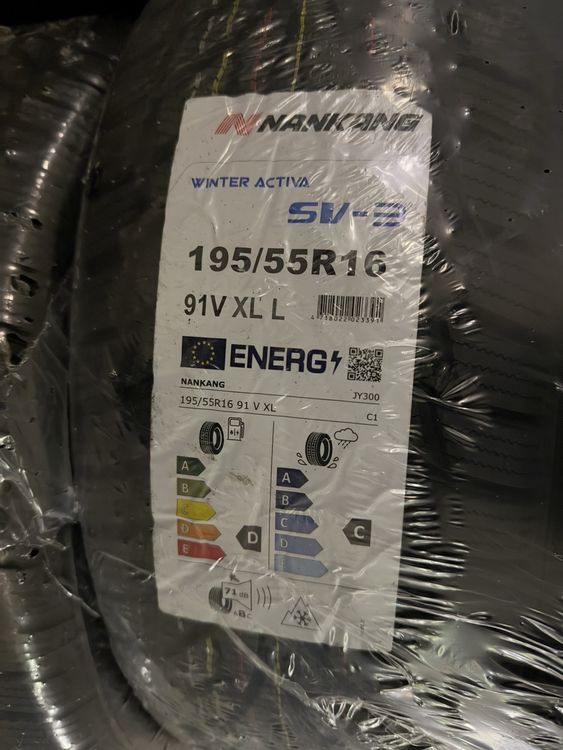 NANKANG
WINTER ACTIVA
SV-3
195/55R16
91V XL L
ENERG
NANKANG
JY300
195/55R16 91 V XL
C1
A
B
C
D
E
D
A
B
C
D
E
C
71 dB
ABC